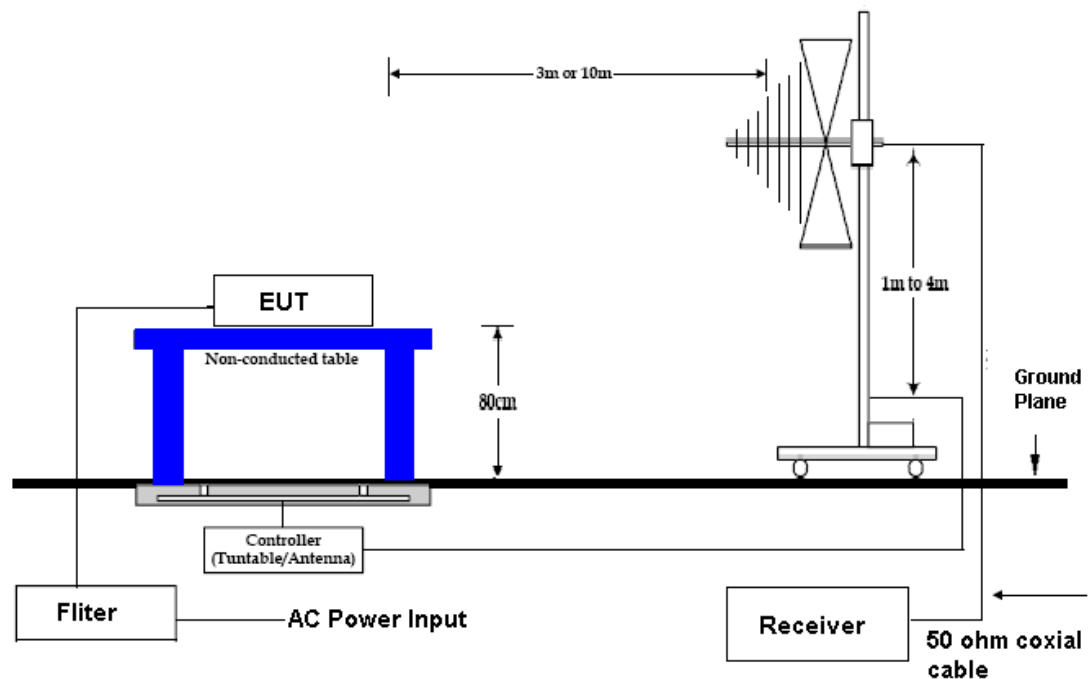 3m or 10m
EUT
1m to 4m
Non-conducted table
80cm
Ground
Plane
Controller
(Tuntable/Antenna)
Fliter
AC Power Input
Receiver
50 ohm coxial
cable